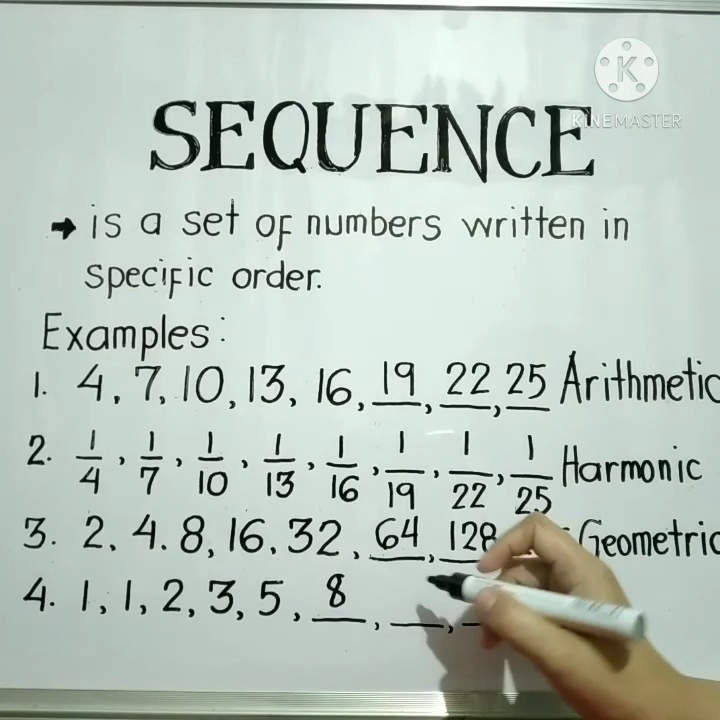 K
KINEMASTER
SEQUENCE
→ is a set of numbers written in
specific order.
Examples:
1. 4, 7, 10, 13, 16, 19, 22, 25 Arithmetic
2. 1/4, 1/7, 1/10, 1/13, 1/16, 1/19, 1/22, 1/25 Harmonic
3. 2, 4. 8, 16, 32, 64, 128 Geometric
4. 1, 1, 2, 3, 5, 8, __, __